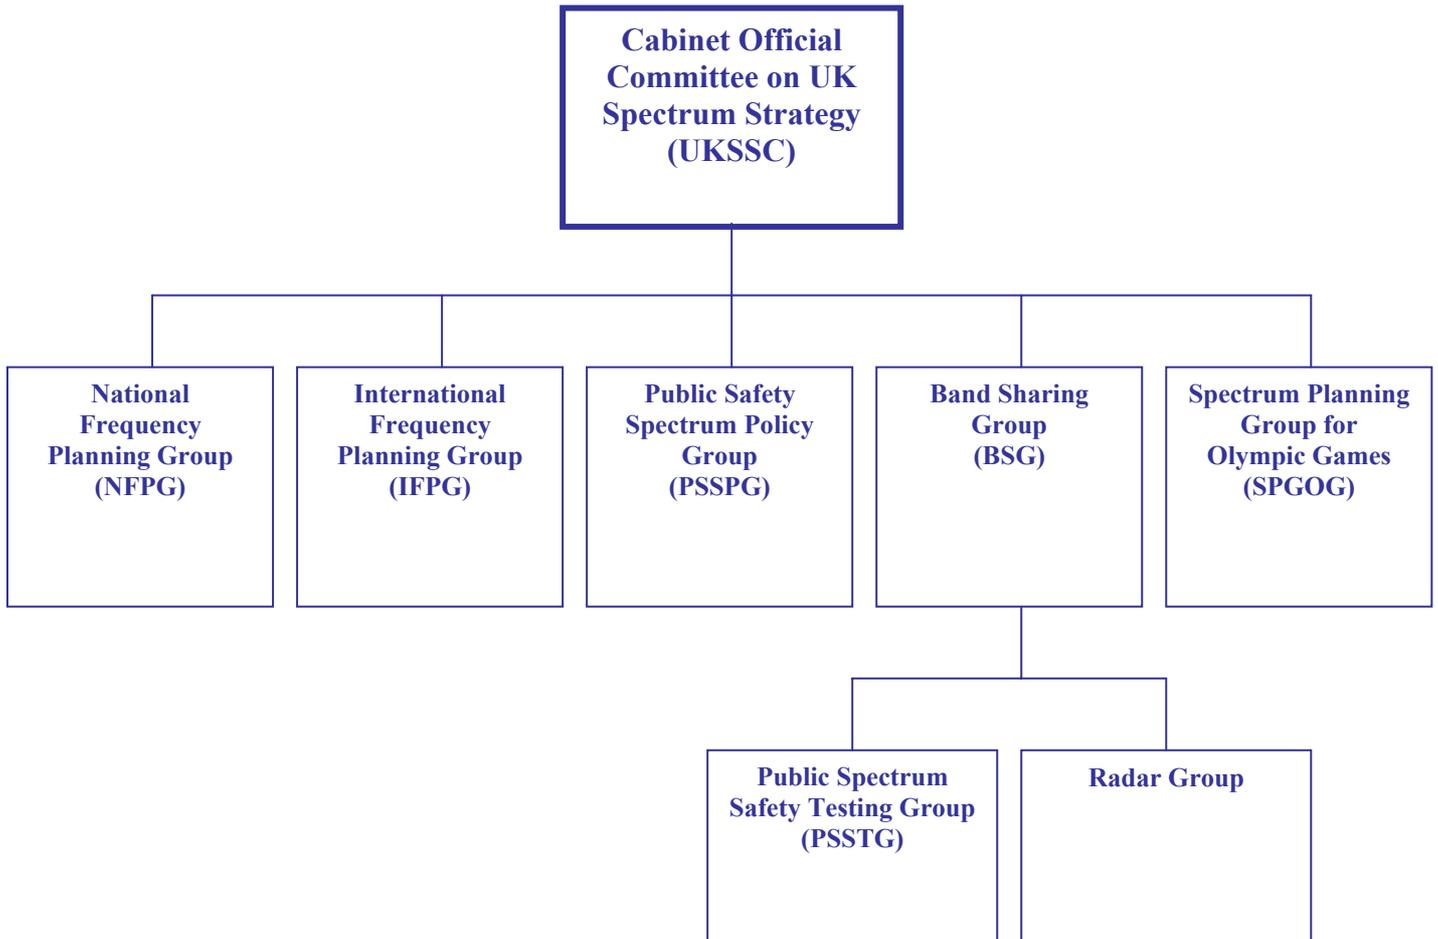 Cabinet Official
Committee on UK
Spectrum Strategy
(UKSSC)
National
Frequency
Planning Group
(NFPG)
International
Frequency
Planning Group
(IFPG)
Public Safety
Spectrum Policy
Group
(PSSPG)
Band Sharing
Group
(BSG)
Spectrum Planning
Group for
Olympic Games
(SPGOG)
Public Spectrum
Safety Testing Group
(PSSTG)
Radar Group